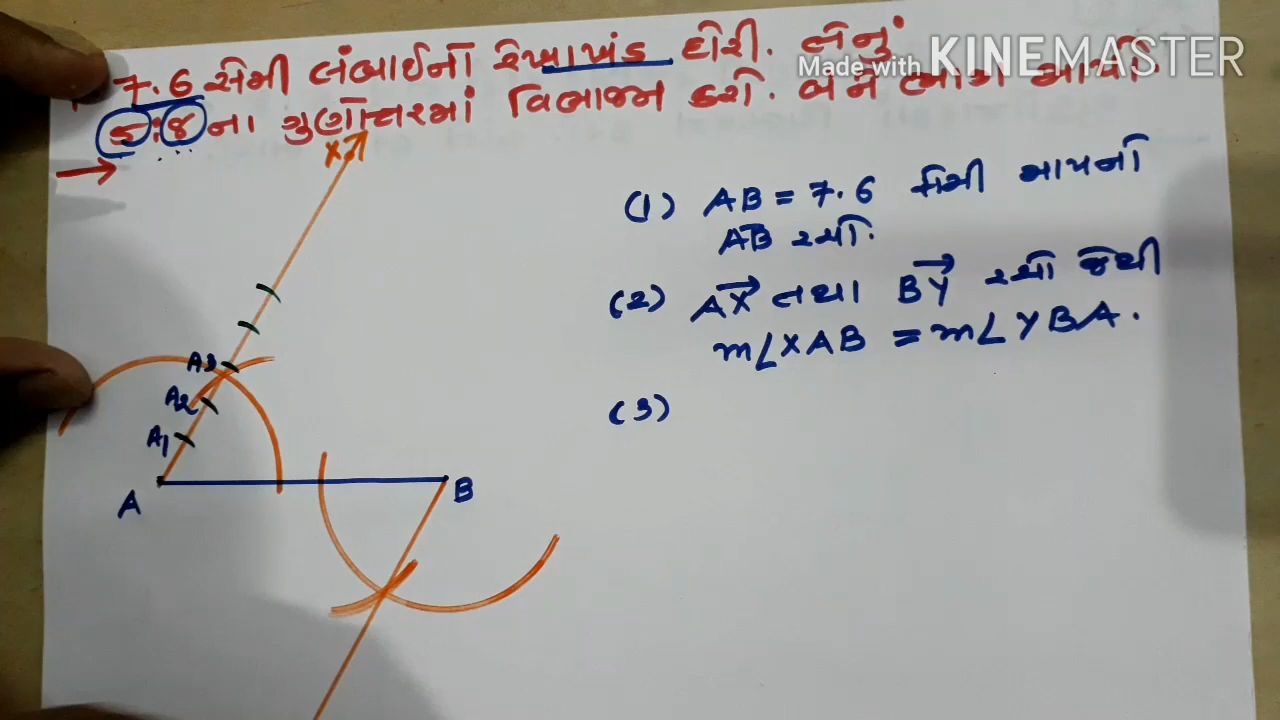 7.6 સેમી લંબાઈનો રેખાખંડ દોરી. તેનું
5:8 ના ગુણોત્તરમાં વિભાજન કરો. બંને ભાગ માપો.
Made with KINEMASTER
X
(1) AB = 7.6 સેમી માપનો
AB રચો.
(2) AX તથા BY રચો જેથી
m∠XAB = m∠YBA.
(3)
A3
A2
A1
A
B